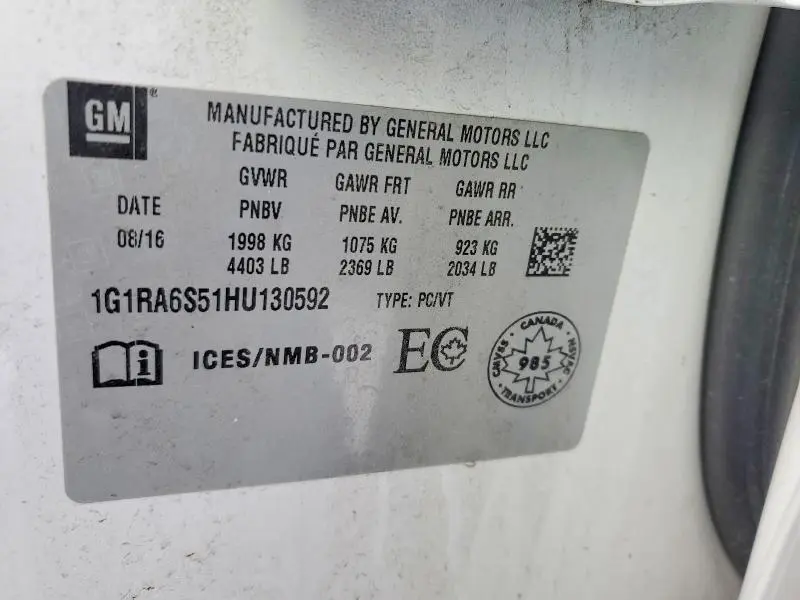 GM®
MANUFACTURED BY GENERAL MOTORS LLC
FABRIQUÉ PAR GENERAL MOTORS LLC
GVWR GAWR FRT GAWR RR
DATE PNBV PNBE AV. PNBE ARR.
08/16 1998 KG 1075 KG 923 KG
4403 LB 2369 LB 2034 LB
1G1RA6S51HU130592 TYPE: PC/VT
i ICES/NMB-002 EC
CANADA
CMVSS NSVAC
985
TRANSPORT